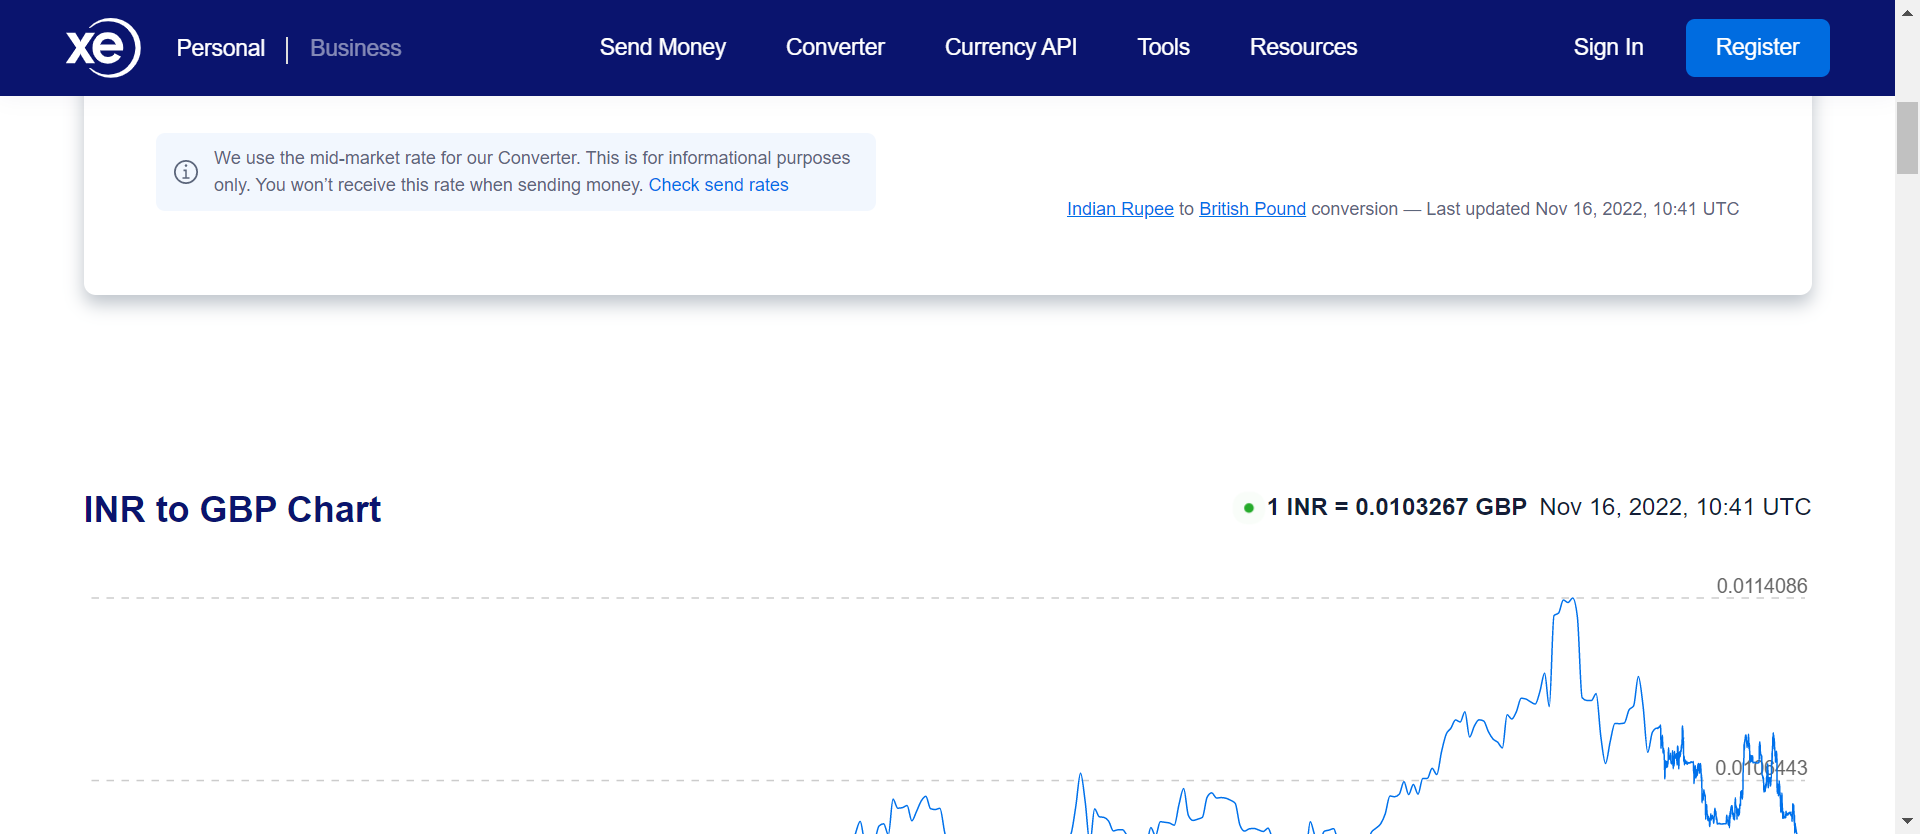 xe Personal | Business Send Money Converter Currency API Tools Resources Sign In Register
We use the mid-market rate for our Converter. This is for informational purposes
only. You won’t receive this rate when sending money. Check send rates
Indian Rupee to British Pound conversion — Last updated Nov 16, 2022, 10:41 UTC
INR to GBP Chart
1 INR = 0.0103267 GBP Nov 16, 2022, 10:41 UTC
0.0114086
0.0106443